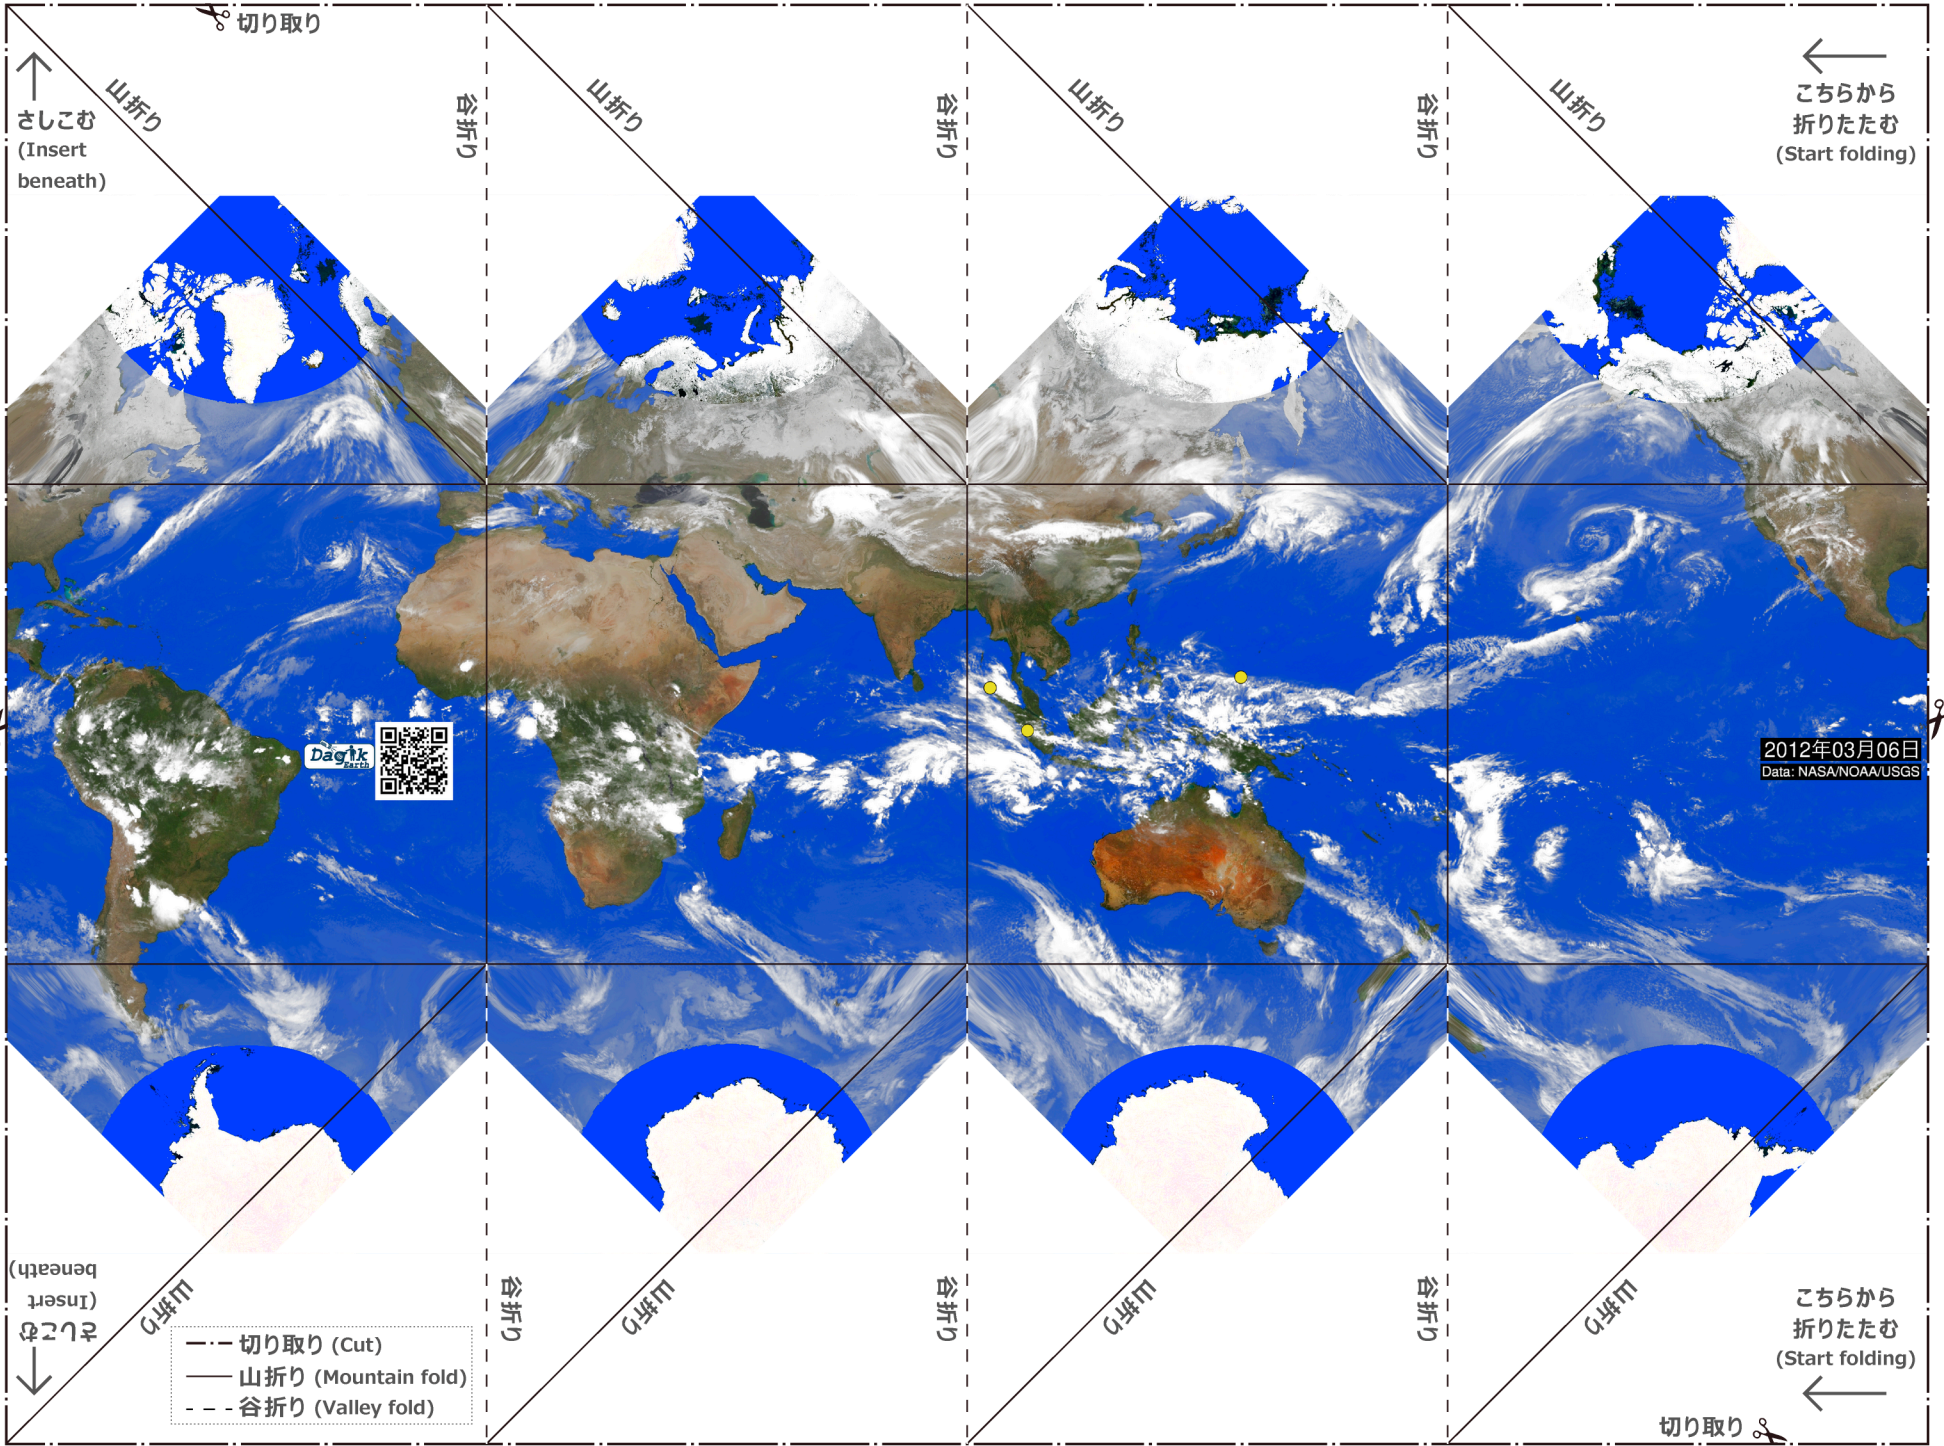 切り取り
山折り
谷折り
山折り
谷折り
山折り
谷折り
山折り
こちらから
折りたたむ
(Start folding)
さしこむ
(Insert
beneath)
Dagik
Earth
2012年03月06日
Data: NASA/NOAA/USGS
さしこむ
(Insert
beneath)
山折り
谷折り
山折り
谷折り
山折り
谷折り
山折り
こちらから
折りたたむ
(Start folding)
切り取り (Cut)
山折り (Mountain fold)
谷折り (Valley fold)
切り取り